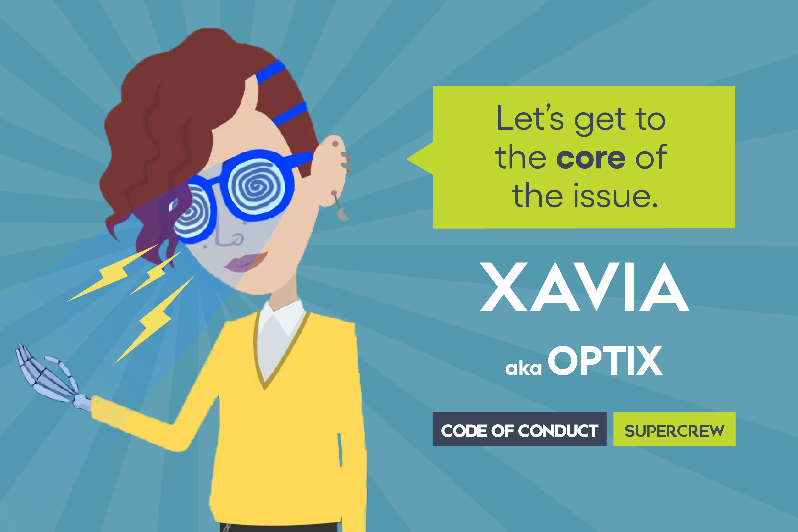 Let's get to
the core of
the issue.
XAVIA
aka OPTIX
CODE OF CONDUCT SUPERCREW